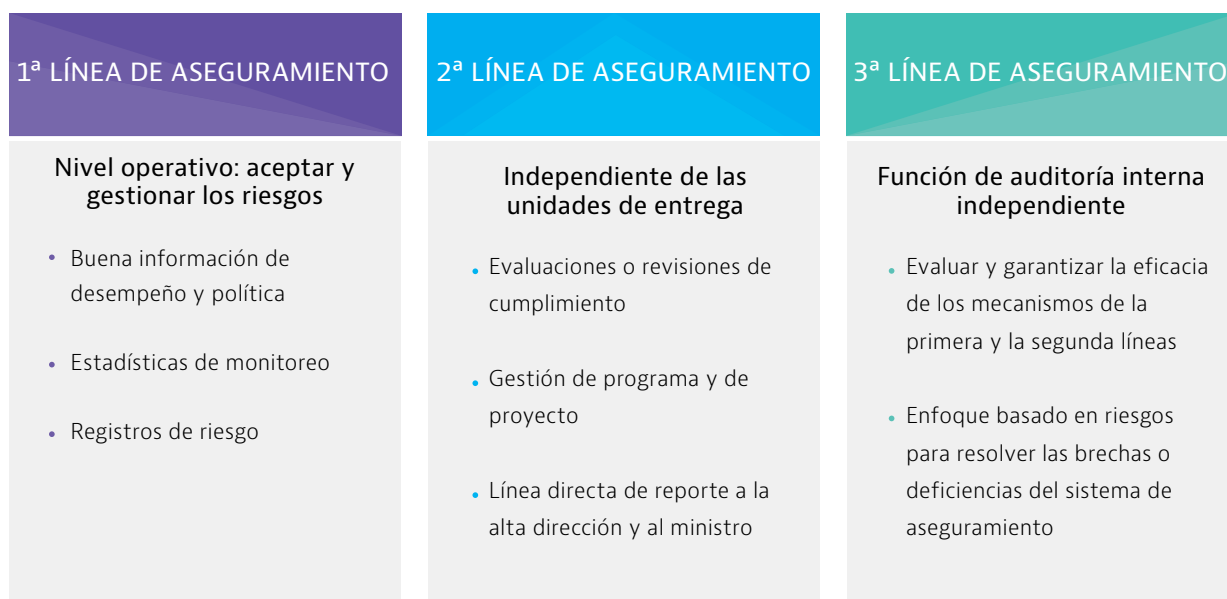 1ª LÍNEA DE ASEGURAMIENTO
Nivel operativo: aceptar y
gestionar los riesgos
• Buena información de
desempeño y política
• Estadísticas de monitoreo
• Registros de riesgo
2ª LÍNEA DE ASEGURAMIENTO
Independiente de las
unidades de entrega
• Evaluaciones o revisiones de
cumplimiento
• Gestión de programa y de
proyecto
• Línea directa de reporte a la
alta dirección y al ministro
3ª LÍNEA DE ASEGURAMIENTO
Función de auditoría interna
independiente
• Evaluar y garantizar la eficacia
de los mecanismos de la
primera y la segunda líneas
• Enfoque basado en riesgos
para resolver las brechas o
deficiencias del sistema de
aseguramiento